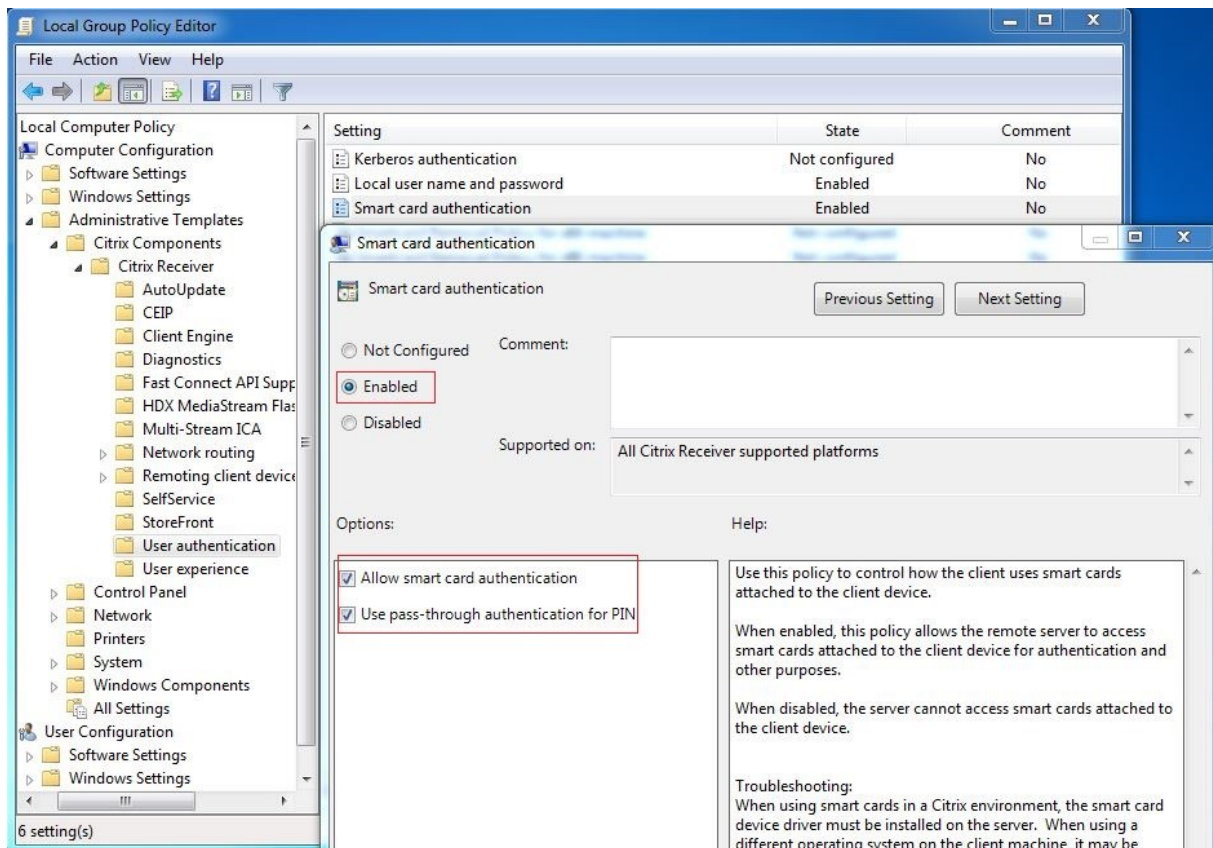 Local Group Policy Editor
File Action View Help
Local Computer Policy
Computer Configuration
Software Settings
Windows Settings
Administrative Templates
Citrix Components
Citrix Receiver
AutoUpdate
CEIP
Client Engine
Diagnostics
Fast Connect API Supp
HDX MediaStream Flas
Multi-Stream ICA
Network routing
Remoting client device
SelfService
StoreFront
User authentication
User experience
Control Panel
Network
Printers
System
Windows Components
All Settings
User Configuration
Software Settings
Windows Settings
6 setting(s)
Setting State Comment
Kerberos authentication Not configured No
Local user name and password Enabled No
Smart card authentication Enabled No
Smart card authentication
Smart card authentication
Previous Setting Next Setting
Not Configured
Enabled
Disabled
Comment:
Supported on:
All Citrix Receiver supported platforms
Options:
Allow smart card authentication
Use pass-through authentication for PIN
Help:
Use this policy to control how the client uses smart cards
attached to the client device.
When enabled, this policy allows the remote server to access
smart cards attached to the client device for authentication and
other purposes.
When disabled, the server cannot access smart cards attached to
the client device.
Troubleshooting:
When using smart cards in a Citrix environment, the smart card
device driver must be installed on the server. When using a
different operating system on the client machine, it may be